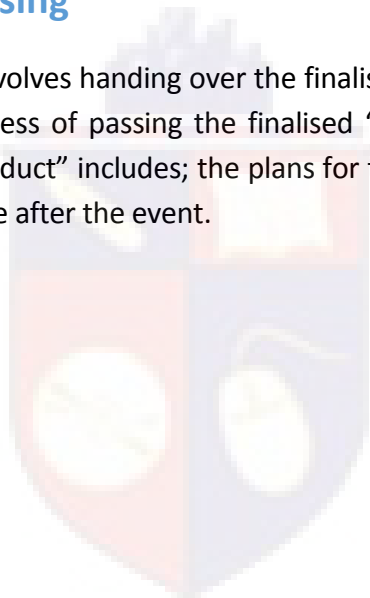 sing
volves handing over the finalis
ess of passing the finalised “
duct” includes; the plans for t
e after the event.